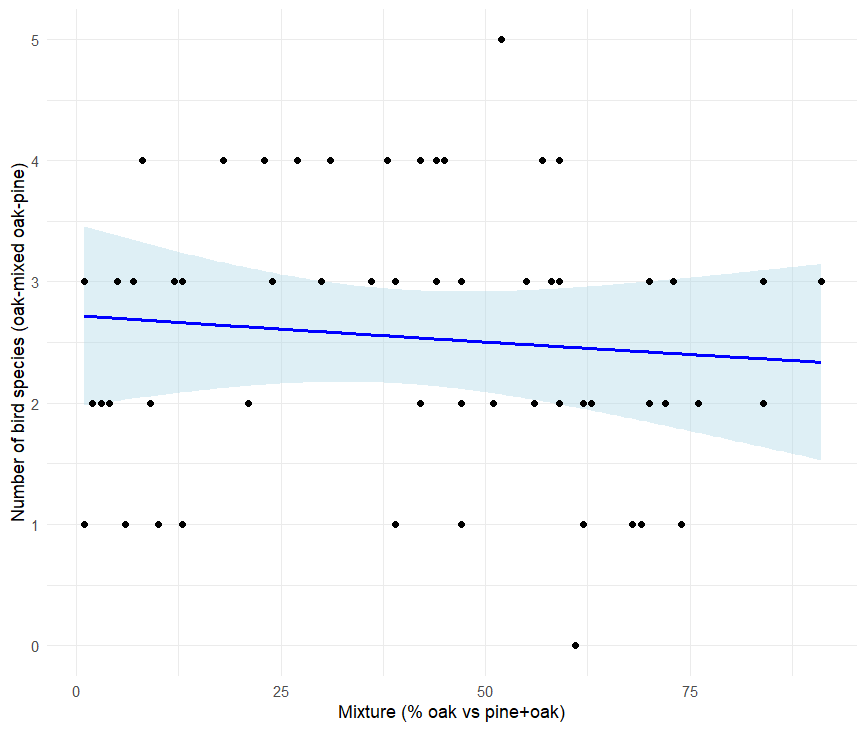 Number of bird species (oak-mixed oak-pine)
5
4
3
2
1
0
0 25 50 75
Mixture (% oak vs pine+oak)